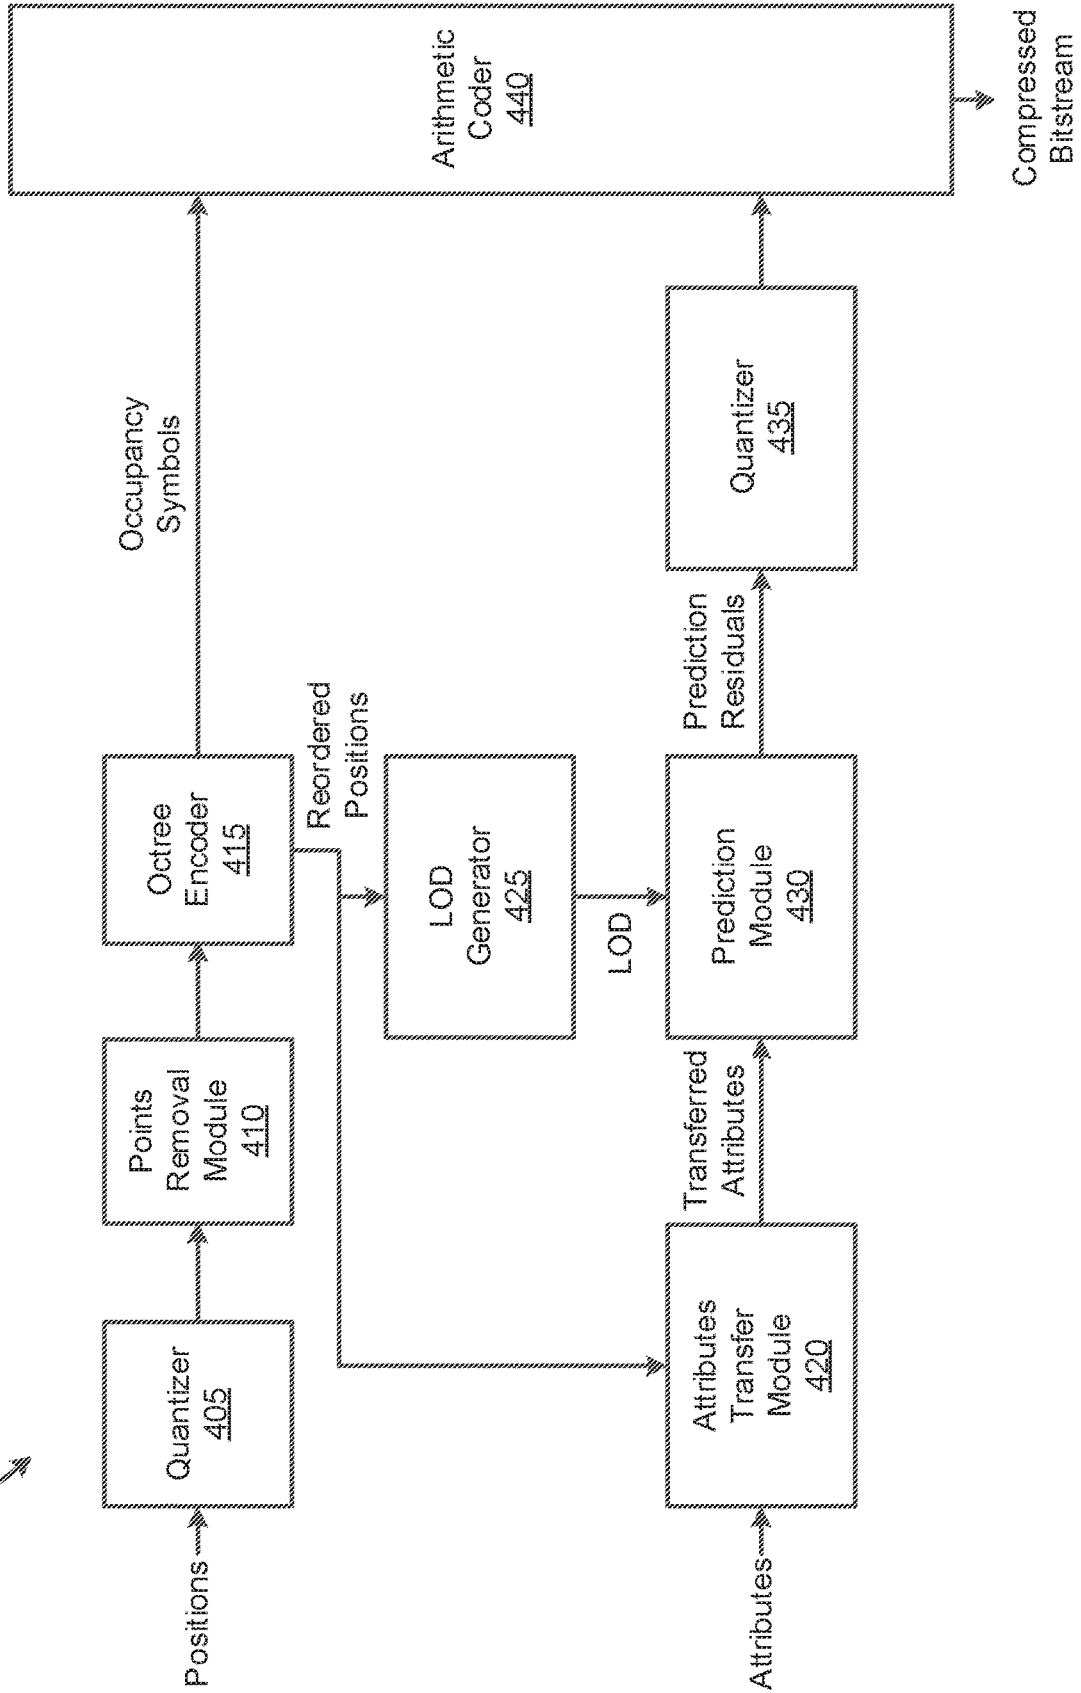 Positions
Quantizer
405
Points
Removal
Module
410
Octree
Encoder
415
Occupancy
Symbols
Reordered
Positions
LOD
Generator
425
LOD
Attributes
Attributes
Transfer
Module
420
Transferred
Attributes
Prediction
Module
430
Prediction
Residuals
Quantizer
435
Arithmetic
Coder
440
Compressed
Bitstream